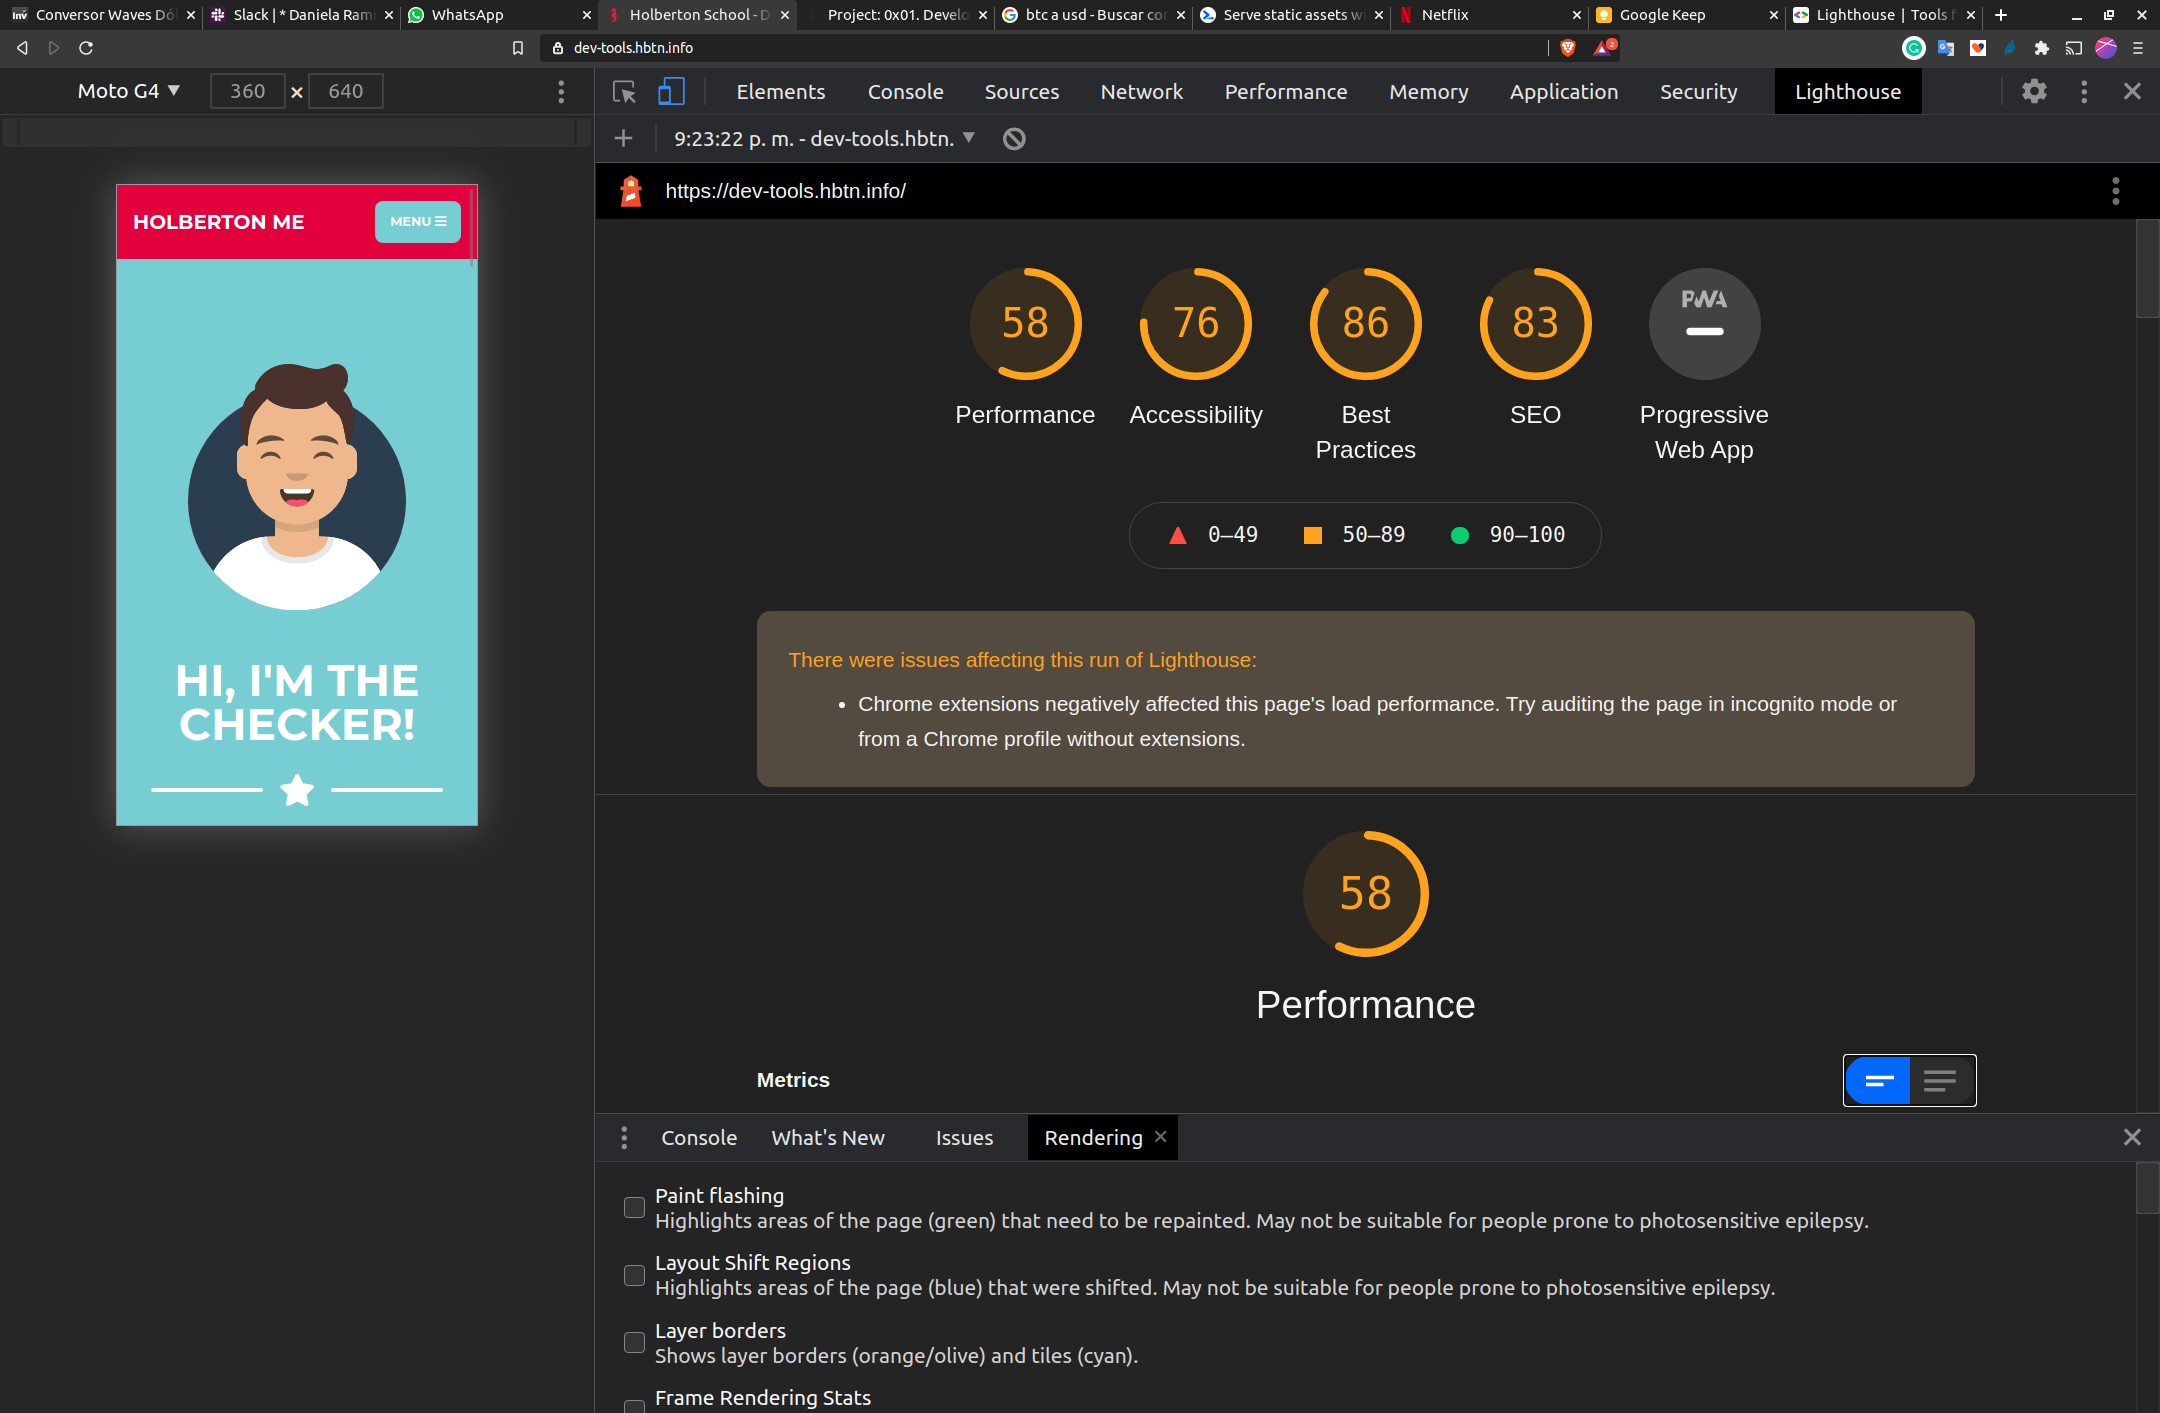 Conversor Waves Dól
Slack | * Daniela Rami
WhatsApp
Holberton School - D
Project: 0x01. Develo
btc a usd - Buscar co
Serve static assets w
Netflix
Google Keep
Lighthouse | Tools f
dev-tools.hbtn.info
2
Moto G4 ▼ 360 × 640
Elements Console Sources Network Performance Memory Application Security Lighthouse
9:23:22 p. m. - dev-tools.hbtn.
https://dev-tools.hbtn.info/
HOLBERTON ME
MENU
HI, I'M THE
CHECKER!
58 76 86 83 PWA
Performance Accessibility Best Practices SEO Progressive Web App
0–49 50–89 90–100
There were issues affecting this run of Lighthouse:
• Chrome extensions negatively affected this page's load performance. Try auditing the page in incognito mode or
from a Chrome profile without extensions.
58
Performance
Metrics
Console What's New Issues Rendering
Paint flashing
Highlights areas of the page (green) that need to be repainted. May not be suitable for people prone to photosensitive epilepsy.
Layout Shift Regions
Highlights areas of the page (blue) that were shifted. May not be suitable for people prone to photosensitive epilepsy.
Layer borders
Shows layer borders (orange/olive) and tiles (cyan).
Frame Rendering Stats